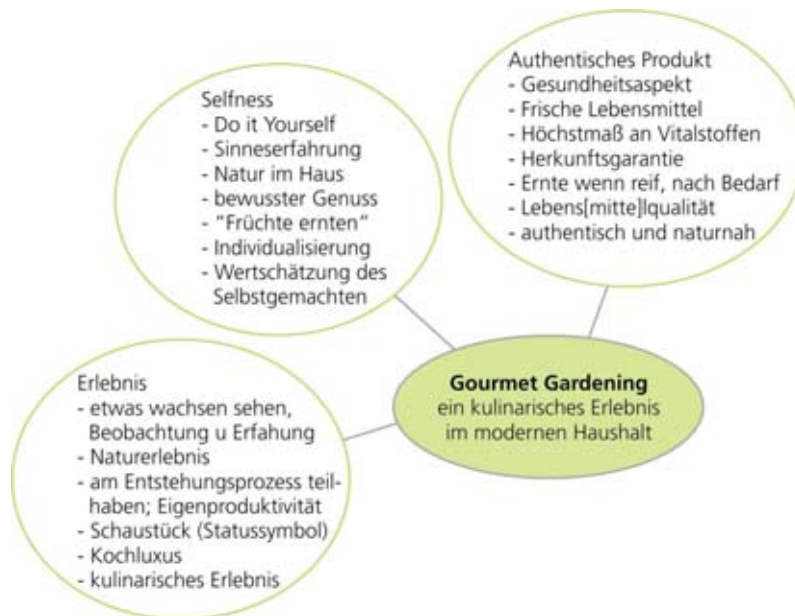 Selfness
- Do it Yourself
- Sinneserfahrung
- Natur im Haus
- bewusster Genuss
- "Früchte ernten"
- Individualisierung
- Wertschätzung des
Selbstgemachten
Authentisches Produkt
- Gesundheitsaspekt
- Frische Lebensmittel
- Höchstmaß an Vitalstoffen
- Herkunftsgarantie
- Ernte wenn reif, nach Bedarf
- Lebens[mitte]lqualität
- authentisch und naturnah
Erlebnis
- etwas wachsen sehen,
Beobachtung u Erfahung
- Naturerlebnis
- am Entstehungsprozess teil-
haben; Eigenproduktivität
- Schaustück (Statussymbol)
- Kochluxus
- kulinarisches Erlebnis
Gourmet Gardening
ein kulinarisches Erlebnis
im modernen Haushalt